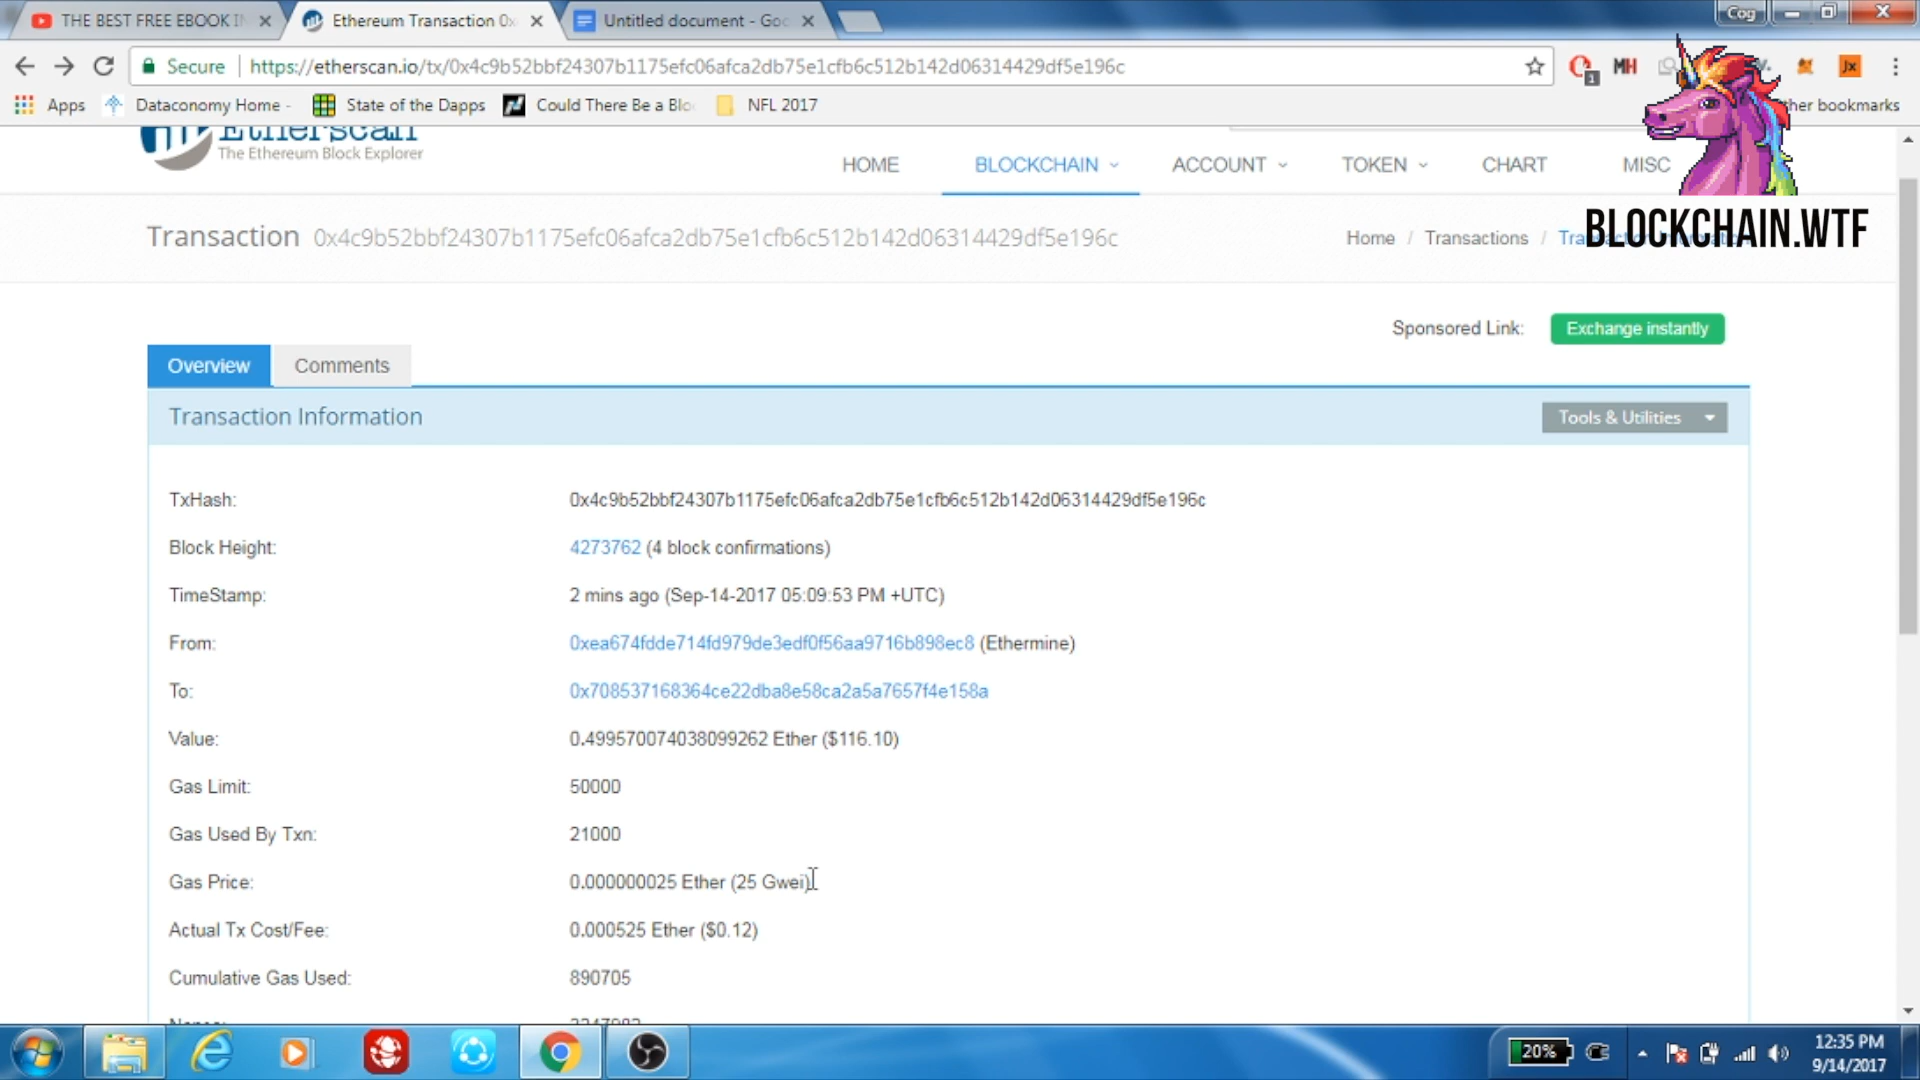 THE BEST FREE EBOOK IN
Ethereum Transaction 0x
Untitled document - Goo
Cog
Secure
https://etherscan.io/tx/0x4c9b52bbf24307b1175efc06afca2db75e1cfb6c512b142d06314429df5e196c
1
MH
Jx
Apps
Dataconomy Home -
State of the Dapps
Could There Be a Blo
NFL 2017
her bookmarks
Etherscan
The Ethereum Block Explorer
HOME
BLOCKCHAIN
ACCOUNT
TOKEN
CHART
MISC
BLOCKCHAIN.WTF
Transaction 0x4c9b52bbf24307b1175efc06afca2db75e1cfb6c512b142d06314429df5e196c
Home / Transactions /
Sponsored Link: Exchange instantly
Overview
Comments
Transaction Information
Tools & Utilities
TxHash: 0x4c9b52bbf24307b1175efc06afca2db75e1cfb6c512b142d06314429df5e196c
Block Height: 4273762 (4 block confirmations)
TimeStamp: 2 mins ago (Sep-14-2017 05:09:53 PM +UTC)
From: 0xea674fdde714fd979de3edf0f56aa9716b898ec8 (Ethermine)
To: 0x708537168364ce22dba8e58ca2a5a7657f4e158a
Value: 0.499570074038099262 Ether ($116.10)
Gas Limit: 50000
Gas Used By Txn: 21000
Gas Price: 0.000000025 Ether (25 Gwei)
Actual Tx Cost/Fee: 0.000525 Ether ($0.12)
Cumulative Gas Used: 890705
20%
12:35 PM
9/14/2017